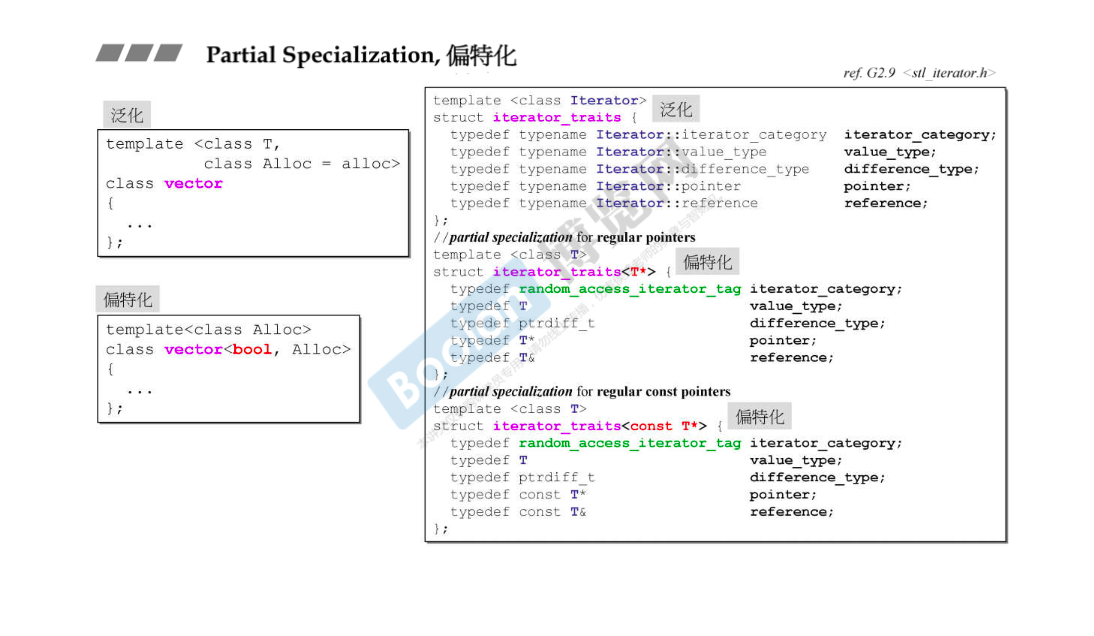 Partial Specialization, 偏特化
ref. G2.9 <stl_iterator.h>
泛化
template <class T,
class Alloc = alloc>
class vector
{
...
};
偏特化
template<class Alloc>
class vector<bool, Alloc>
{
...
};
template <class Iterator>
泛化
struct iterator_traits {
typedef typename Iterator::iterator_category iterator_category;
typedef typename Iterator::value_type value_type;
typedef typename Iterator::difference_type difference_type;
typedef typename Iterator::pointer pointer;
typedef typename Iterator::reference reference;
};
//partial specialization for regular pointers
template <class T>
偏特化
struct iterator_traits<T*> {
typedef random_access_iterator_tag iterator_category;
typedef T value_type;
typedef ptrdiff_t difference_type;
typedef T* pointer;
typedef T& reference;
};
//partial specialization for regular const pointers
template <class T>
偏特化
struct iterator_traits<const T*> {
typedef random_access_iterator_tag iterator_category;
typedef T value_type;
typedef ptrdiff_t difference_type;
typedef const T* pointer;
typedef const T& reference;
};
Boolan
博览网